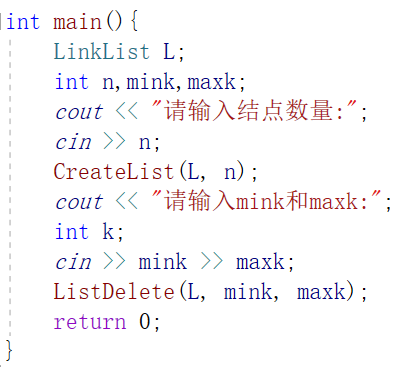 int main(){
LinkList L;
int n,mink,maxk;
cout << "请输入结点数量:";
cin >> n;
CreateList(L, n);
cout << "请输入mink和maxk:";
int k;
cin >> mink >> maxk;
ListDelete(L, mink, maxk);
return 0;
}